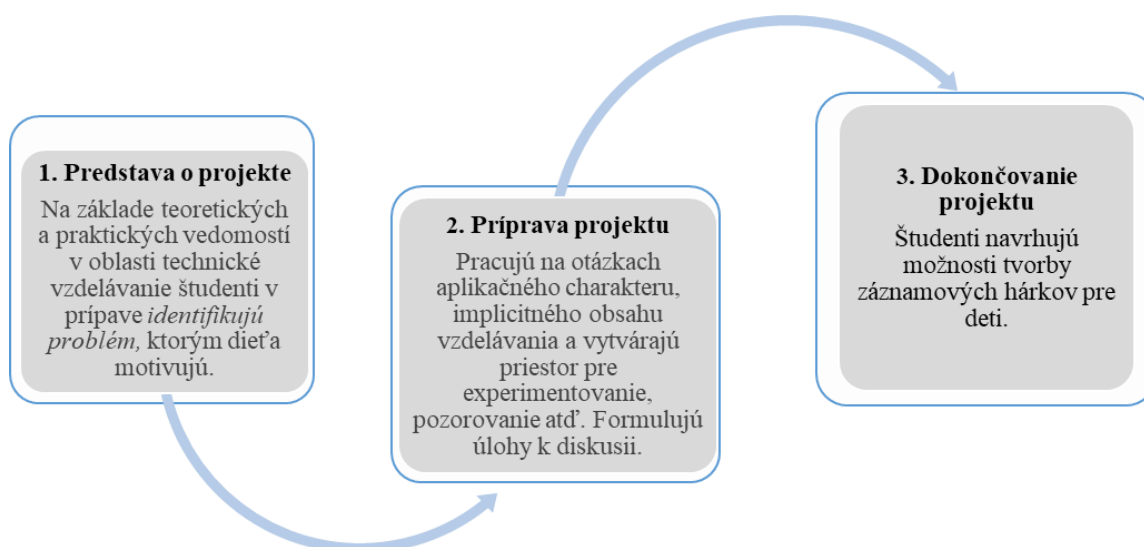 1. Predstava o projekte
Na základe teoretických
a praktických vedomostí
v oblasti technické
vzdelávanie študenti v
prípave identifikujú
problém, ktorým dieťa
motivujú.
2. Príprava projektu
Pracujú na otázkach
aplikačného charakteru,
implicitného obsahu
vzdelávania a vytvárajú
priestor pre
experimentovanie,
pozorovanie atď. Formulujú
úlohy k diskusii.
3. Dokončovanie
projektu
Študenti navrhujú
možnosti tvorby
záznamových hárkov pre
deti.